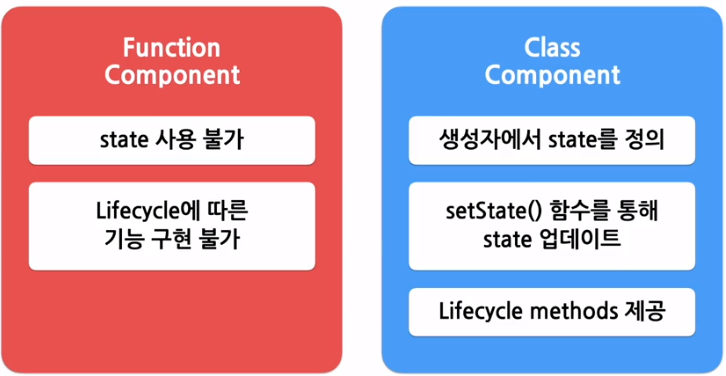 Function
Component
state 사용 불가
Lifecycle에 따른
기능 구현 불가
Class
Component
생성자에서 state를 정의
setState() 함수를 통해
state 업데이트
Lifecycle methods 제공